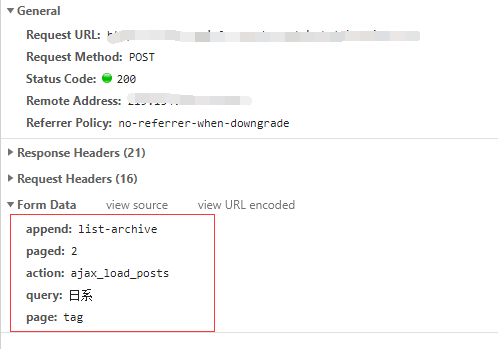 General
Request URL:
Request Method: POST
Status Code: 200
Remote Address:
Referrer Policy: no-referrer-when-downgrade
Response Headers (21)
Request Headers (16)
Form Data view source view URL encoded
append: list-archive
paged: 2
action: ajax_load_posts
query: 日系
page: tag